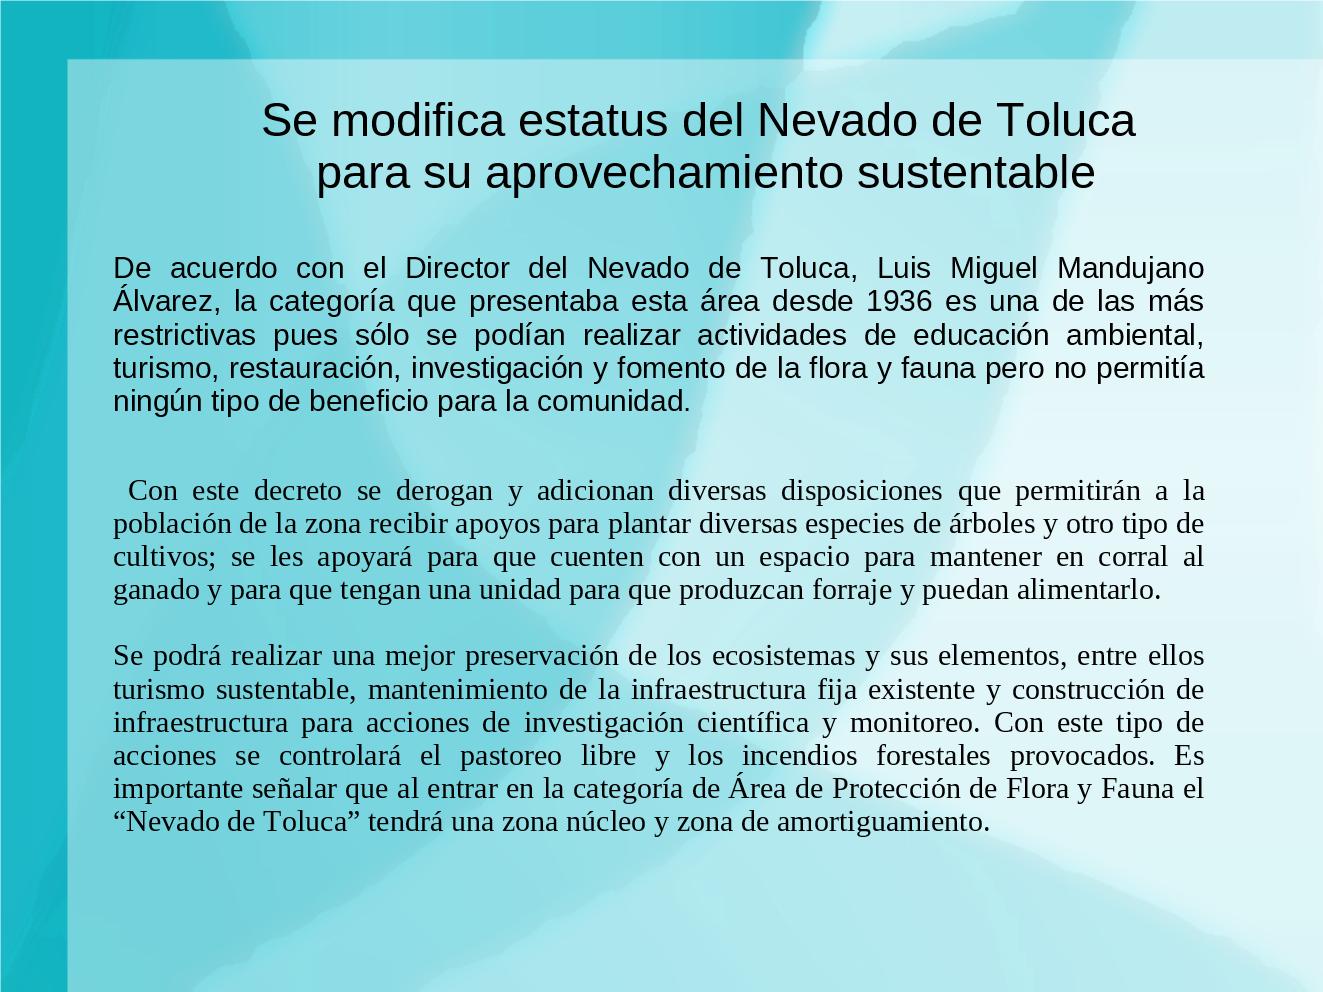 Se modifica estatus del Nevado de Toluca
para su aprovechamiento sustentable
De acuerdo con el Director del Nevado de Toluca, Luis Miguel Mandujano
Álvarez, la categoría que presentaba esta área desde 1936 es una de las más
restrictivas pues sólo se podían realizar actividades de educación ambiental,
turismo, restauración, investigación y fomento de la flora y fauna pero no permitía
ningún tipo de beneficio para la comunidad.
Con este decreto se derogan y adicionan diversas disposiciones que permitirán a la
población de la zona recibir apoyos para plantar diversas especies de árboles y otro tipo de
cultivos; se les apoyará para que cuenten con un espacio para mantener en corral al
ganado y para que tengan una unidad para que produzcan forraje y puedan alimentarlo.
Se podrá realizar una mejor preservación de los ecosistemas y sus elementos, entre ellos
turismo sustentable, mantenimiento de la infraestructura fija existente y construcción de
infraestructura para acciones de investigación científica y monitoreo. Con este tipo de
acciones se controlará el pastoreo libre y los incendios forestales provocados. Es
importante señalar que al entrar en la categoría de Área de Protección de Flora y Fauna el
“Nevado de Toluca” tendrá una zona núcleo y zona de amortiguamiento.